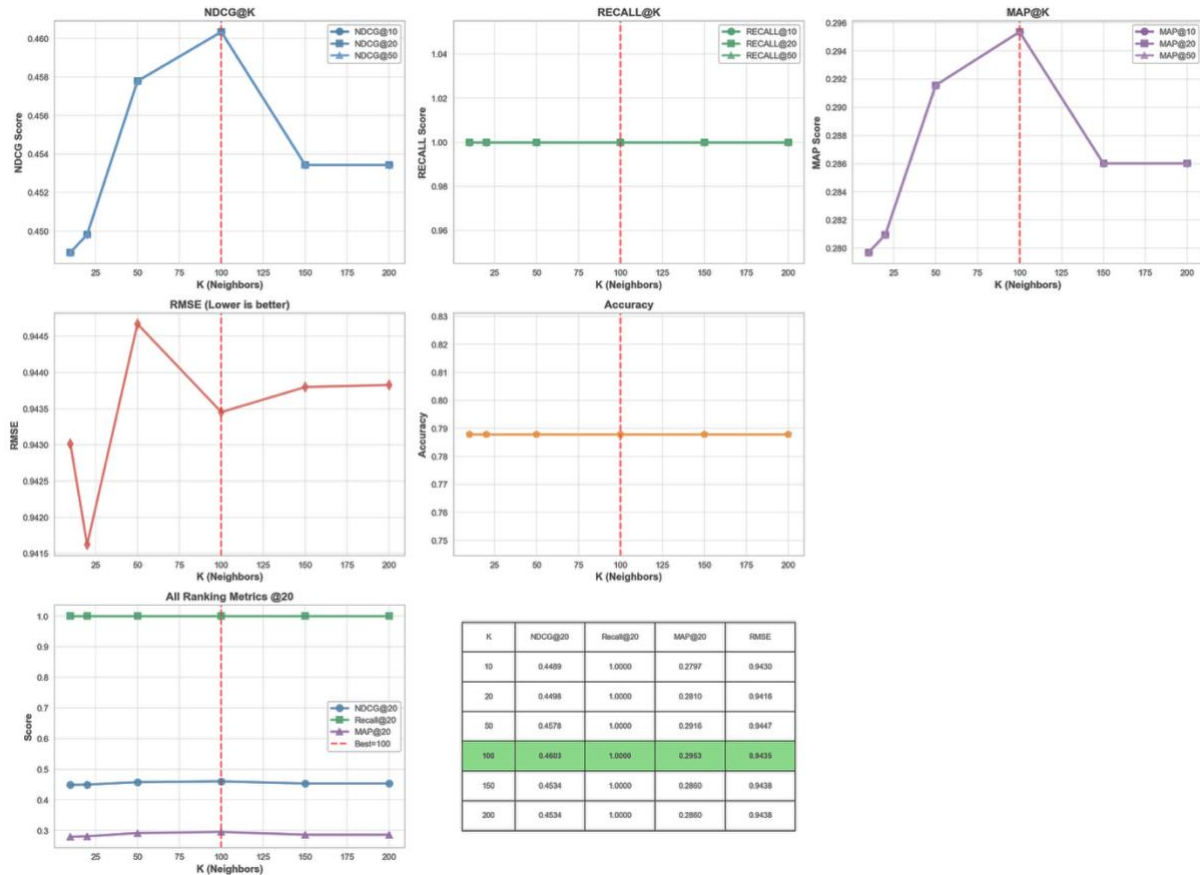 NDCG@K
NDCG Score
0.460
0.458
0.456
0.454
0.452
0.450
NDCG@10
NDCG@20
NDCG@50
25 50 75 100 125 150 175 200
K (Neighbors)
RECALL@K
RECALL Score
1.04
1.02
1.00
0.98
0.96
RECALL@10
RECALL@20
RECALL@50
25 50 75 100 125 150 175 200
K (Neighbors)
MAP@K
MAP Score
0.296
0.294
0.292
0.290
0.288
0.286
0.284
0.282
0.280
MAP@10
MAP@20
MAP@50
25 50 75 100 125 150 175 200
K (Neighbors)
RMSE (Lower is better)
RMSE
0.9445
0.9440
0.9435
0.9430
0.9425
0.9420
0.9415
25 50 75 100 125 150 175 200
K (Neighbors)
Accuracy
Accuracy
0.83
0.82
0.81
0.80
0.79
0.78
0.77
0.76
0.75
25 50 75 100 125 150 175 200
K (Neighbors)
All Ranking Metrics @20
Score
1.0
0.9
0.8
0.7
0.6
0.5
0.4
0.3
NDCG@20
Recall@20
MAP@20
Best=100
25 50 75 100 125 150 175 200
K (Neighbors)
K NDCG@20 Recall@20 MAP@20 RMSE
10 0.4489 1.0000 0.2797 0.9430
20 0.4498 1.0000 0.2810 0.9416
50 0.4578 1.0000 0.2916 0.9447
100 0.4603 1.0000 0.2953 0.9435
150 0.4534 1.0000 0.2860 0.9438
200 0.4534 1.0000 0.2860 0.9438